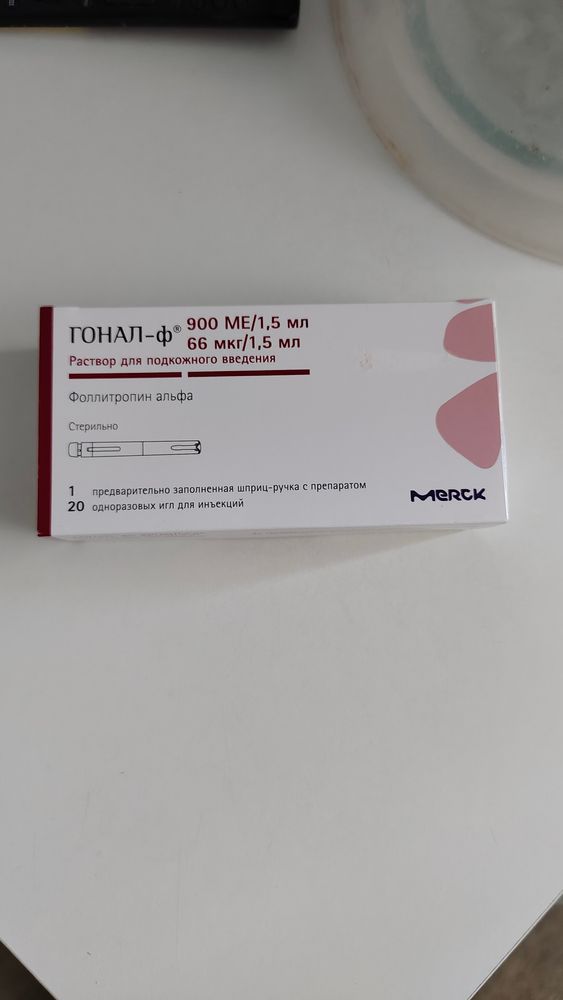 ГОНАЛ-ф® 900 МЕ/1,5 мл
66 мкг/1,5 мл
Раствор для подкожного введения
Фоллитропин альфа
Стерильно
1 предварительно заполненная шприц-ручка с препаратом
20 одноразовых игл для инъекций
Merck